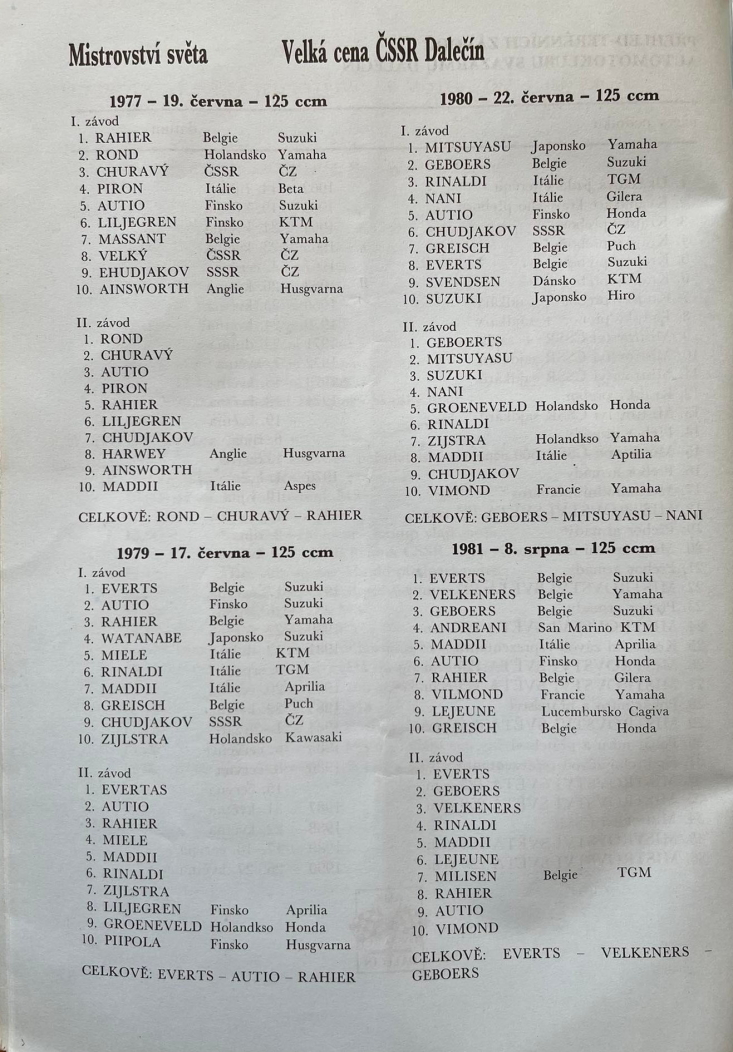 Mistrovství světa Velká cena ČSSR Dalečín
1977 – 19. června – 125 ccm
I. závod
1. RAHIER Belgie Suzuki
2. ROND Holandsko Yamaha
3. CHURAVÝ ČSSR ČZ
4. PIRON Itálie Beta
5. AUTIO Finsko Suzuki
6. LILJEGREN Finsko KTM
7. MASSANT Belgie Yamaha
8. VELKÝ ČSSR ČZ
9. EHUDJAKOV SSSR ČZ
10. AINSWORTH Anglie Husgvarna
II. závod
1. ROND
2. CHURAVÝ
3. AUTIO
4. PIRON
5. RAHIER
6. LILJEGREN
7. CHUDJAKOV
8. HARWEY Anglie Husgvarna
9. AINSWORTH
10. MADDII Itálie Aspes
CELKOVĚ: ROND – CHURAVÝ – RAHIER
1979 – 17. června – 125 ccm
I. závod
1. EVERTS Belgie Suzuki
2. AUTIO Finsko Suzuki
3. RAHIER Belgie Yamaha
4. WATANABE Japonsko Suzuki
5. MIELE Itálie KTM
6. RINALDI Itálie TGM
7. MADDII Itálie Aprilia
8. GREISCH Belgie Puch
9. CHUDJAKOV SSSR ČZ
10. ZIJLSTRA Holandsko Kawasaki
II. závod
1. EVERTAS
2. AUTIO
3. RAHIER
4. MIELE
5. MADDII
6. RINALDI
7. ZIJLSTRA
8. LILJEGREN Finsko Aprilia
9. GROENEVELD Holandkso Honda
10. PIIPOLA Finsko Husgvarna
CELKOVĚ: EVERTS – AUTIO – RAHIER
1980 – 22. června – 125 ccm
I. závod
1. MITSUYASU Japonsko Yamaha
2. GEBOERS Belgie Suzuki
3. RINALDI Itálie TGM
4. NANI Itálie Gilera
5. AUTIO Finsko Honda
6. CHUDJAKOV SSSR ČZ
7. GREISCH Belgie Puch
8. EVERTS Belgie Suzuki
9. SVENDSEN Dánsko KTM
10. SUZUKI Japonsko Hiro
II. závod
1. GEBOERTS
2. MITSUYASU
3. SUZUKI
4. NANI
5. GROENEVELD Holandsko Honda
6. RINALDI
7. ZIJSTRA Holandkso Yamaha
8. MADDII Itálie Aptilia
9. CHUDJAKOV
10. VIMOND Francie Yamaha
CELKOVĚ: GEBOERS – MITSUYASU – NANI
1981 – 8. srpna – 125 ccm
1. EVERTS Belgie Suzuki
2. VELKENERS Belgie Yamaha
3. GEBOERS Belgie Suzuki
4. ANDREANI San Marino KTM
5. MADDII Itálie Aprilia
6. AUTIO Finsko Honda
7. RAHIER Belgie Gilera
8. VILMOND Francie Yamaha
9. LEJEUNE Lucembursko Cagiva
10. GREISCH Belgie Honda
II. závod
1. EVERTS
2. GEBOERS
3. VELKENERS
4. RINALDI
5. MADDII
6. LEJEUNE
7. MILISEN Belgie TGM
8. RAHIER
9. AUTIO
10. VIMOND
CELKOVĚ: EVERTS – VELKENERS –
GEBOERS